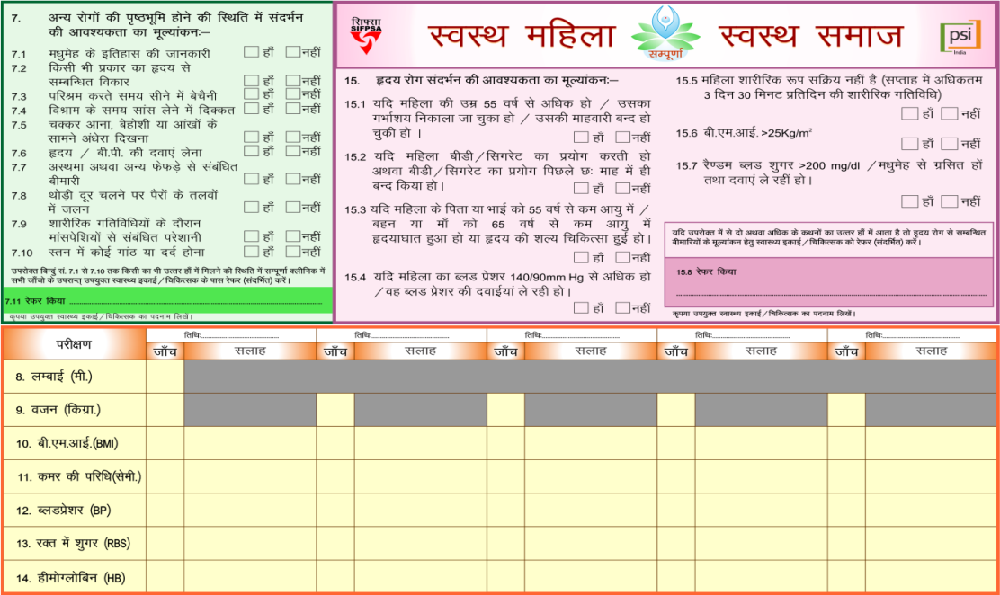 7. अन्य रोगों की पृष्ठभूमि होने की स्थिति में संदर्भन
की आवश्यकता का मूल्यांकनः–
7.1 मधुमेह के इतिहास की जानकारी हाँ नहीं
7.2 किसी भी प्रकार का हृदय से
सम्बन्धित विकार हाँ नहीं
7.3 परिश्रम करते समय सीने में बेचैनी हाँ नहीं
7.4 विश्राम के समय सांस लेने में दिक्कत हाँ नहीं
7.5 चक्कर आना, बेहोशी या आंखों के
सामने अंधेरा दिखना हाँ नहीं
7.6 हृदय / बी.पी. की दवाएं लेना हाँ नहीं
7.7 अस्थमा अथवा अन्य फेफड़े से संबंधित
बीमारी हाँ नहीं
7.8 थोड़ी दूर चलने पर पैरों के तलवों
में जलन हाँ नहीं
7.9 शारीरिक गतिविधियों के दौरान
मांसपेशियों से संबंधित परेशानी हाँ नहीं
7.10 स्तन में कोई गांठ या दर्द होना हाँ नहीं
उपरोक्त बिन्दु सं. 7.1 से 7.10 तक किसी का भी उत्तर हाँ में मिलने की स्थिति में सम्पूर्णा क्लीनिक में
सभी जाँचो के उपरान्त् उपयुक्त स्वास्थ्य इकाई/चिकित्सक के पास रेफर (संदर्मित) करें।
7.11 रेफर किया
कृपया उपयुक्त स्वास्थ्य इकाई/चिकित्सक का पदनाम लिखें।
सिफ्सा
SIFPSA
स्वस्थ महिला
सम्पूर्णा
स्वस्थ समाज
psi
India
15. हृदय रोग संदर्भन की आवश्यकता का मूल्यांकनः–
15.1 यदि महिला की उम्र 55 वर्ष से अधिक हो / उसका
गर्भाशय निकाला जा चुका हो / उसकी माहवारी बन्द हो
चुकी हो । हाँ नहीं
15.2 यदि महिला बीडी/सिगरेट का प्रयोग करती हो
अथवा बीडी/सिगरेट का प्रयोग पिछले छः माह में ही
बन्द किया हो। हाँ नहीं
15.3 यदि महिला के पिता या भाई को 55 वर्ष से कम आयु में /
बहन या माँ को 65 वर्ष से कम आयु में
हृदयाघात हुआ हो या हृदय की शल्य चिकित्सा हुई हो।
हाँ नहीं
15.4 यदि महिला का ब्लड प्रेशर 140/90mm Hg से अधिक हो
/वह ब्लड प्रेशर की दवाईयां ले रही हो।
हाँ नहीं
15.5 महिला शारीरिक रूप सक्रिय नहीं है (सप्ताह में अधिकतम
3 दिन 30 मिनट प्रतिदिन की शारीरिक गतिविधि)
हाँ नहीं
15.6 बी.एम.आई. >25Kg/m²
हाँ नहीं
15.7 रैण्डम ब्लड शुगर >200 mg/dl /मधुमेह से ग्रसित हों
तथा दवाएं ले रहीं हो।
हाँ नहीं
यदि उपरोक्त में से दो अथवा अधिक के कथनों का उत्तर हाँ में आता है तो हृदय रोग से सम्बन्धित
बीमारियों के मूल्यांकन हेतु स्वास्थ्य इकाई/चिकित्सक को रेफर (संदर्मित) करें।
15.8 रेफर किया
कृपया उपयुक्त स्वास्थ्य इकाई/चिकित्सक का पदनाम लिखें।
परीक्षण
तिथिः तिथिः तिथिः तिथिः तिथिः
जाँच सलाह जाँच सलाह जाँच सलाह जाँच सलाह जाँच सलाह
8. लम्बाई (मी.)
9. वजन (किग्रा.)
10. बी.एम.आई.(BMI)
11. कमर की परिधि(सेमी.)
12. ब्लडप्रेशर (BP)
13. रक्त में शुगर (RBS)
14. हीमोग्लोबिन (HB)